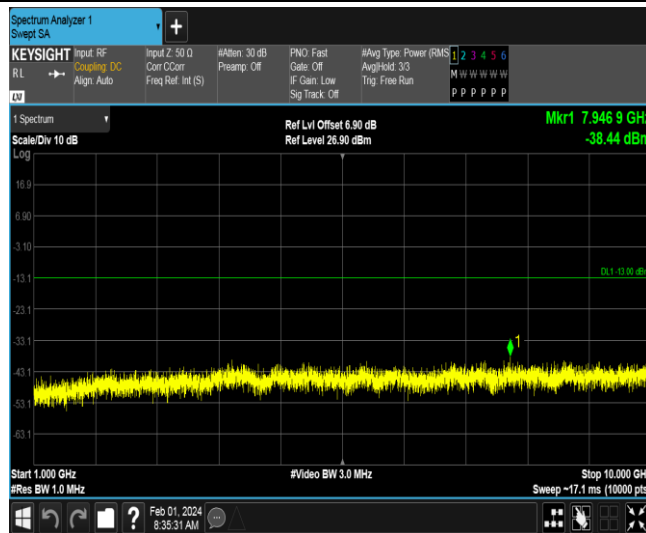 Spectrum Analyzer 1
Swept SA
+
KEYSIGHT
RL
Input: RF
Coupling: DC
Align: Auto
Input Z: 50 Ω
Corr CCorr
Freq Ref: Int (S)
#Atten: 30 dB
Preamp: Off
PNO: Fast
Gate: Off
IF Gain: Low
Sig Track: Off
#Avg Type: Power (RMS
Avg|Hold: 3/3
Trig: Free Run
1 2 3 4 5 6
M W W W W W
P P P P P P
1 Spectrum
Scale/Div 10 dB
Log
Ref Lvl Offset 6.90 dB
Ref Level 26.90 dBm
Mkr1 7.946 9 GHz
-38.44 dBm
16.9
6.90
-3.10
-13.1
DL1 -13.00 dBm
-23.1
-33.1
1
-43.1
-53.1
-63.1
Start 1.000 GHz
#Res BW 1.0 MHz
#Video BW 3.0 MHz
Stop 10.000 GH
Sweep ~17.1 ms (10000 pts
?
Feb 01, 2024
8:35:31 AM